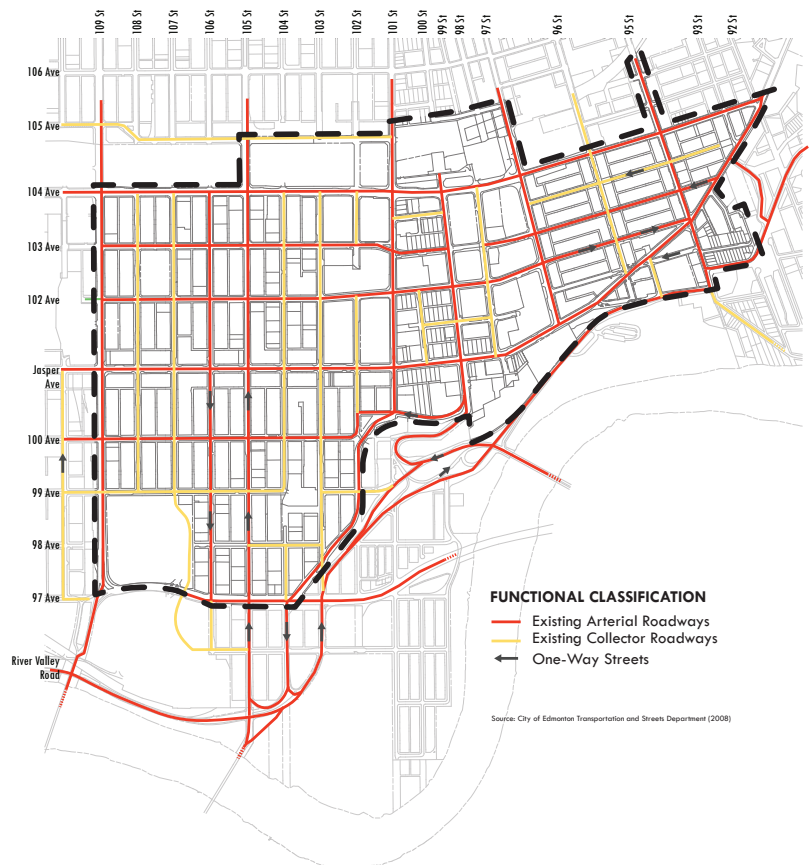 109 St
108 St
107 St
106 St
105 St
104 St
103 St
102 St
101 St
100 St
99 St
98 St
97 St
96 St
95 St
93 St
92 St
106 Ave
105 Ave
104 Ave
103 Ave
102 Ave
Jasper
Ave
100 Ave
99 Ave
98 Ave
97 Ave
River Valley
Road
FUNCTIONAL CLASSIFICATION
Existing Arterial Roadways
Existing Collector Roadways
One-Way Streets
Source: City of Edmonton Transportation and Streets Department (2008)